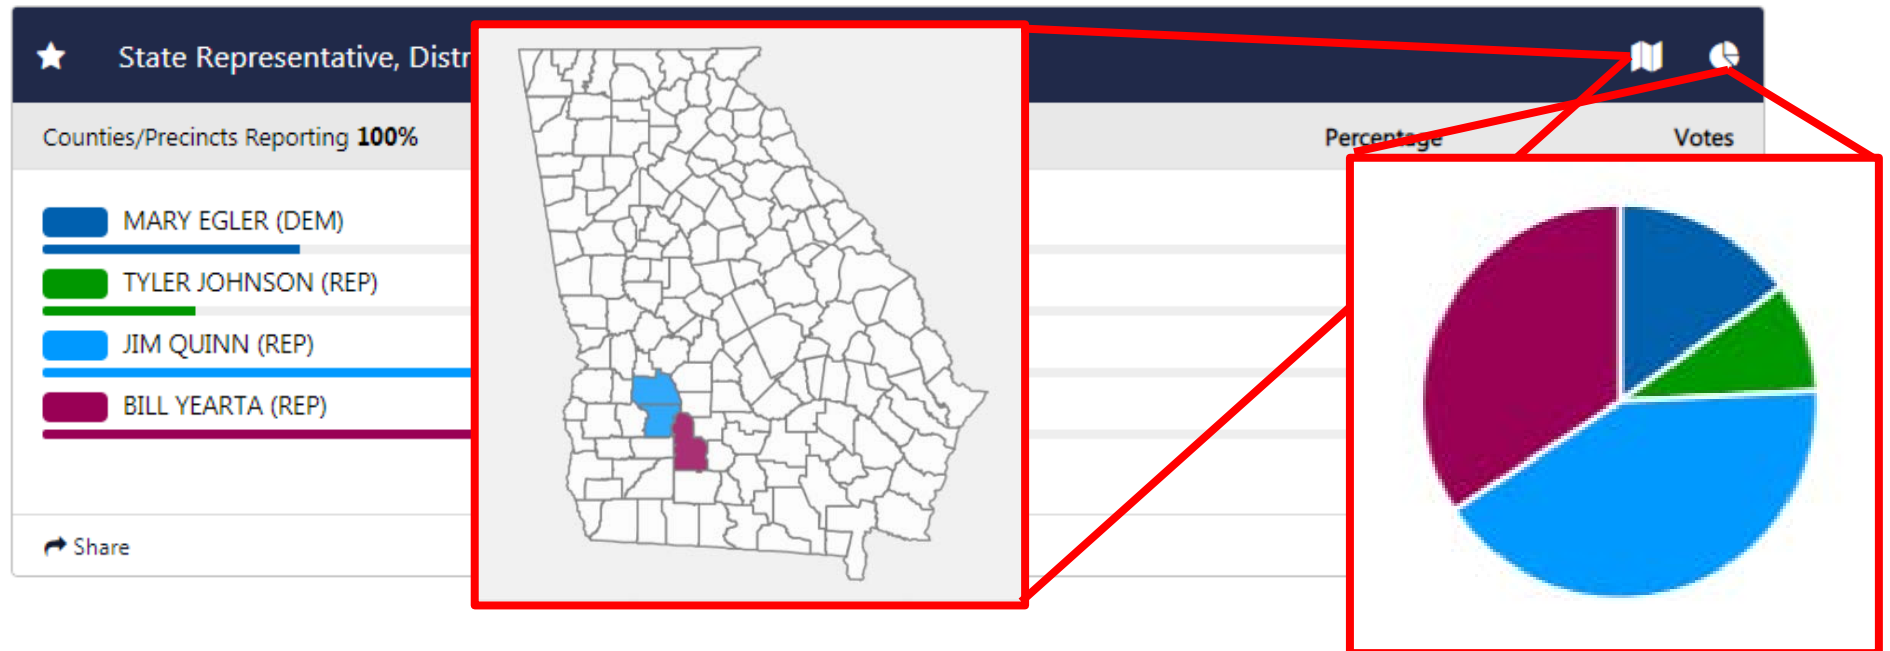 State Representative, Distr
Counties/Precincts Reporting 100%
Percentage
Votes
MARY EGLER (DEM)
TYLER JOHNSON (REP)
JIM QUINN (REP)
BILL YEARTA (REP)
Share